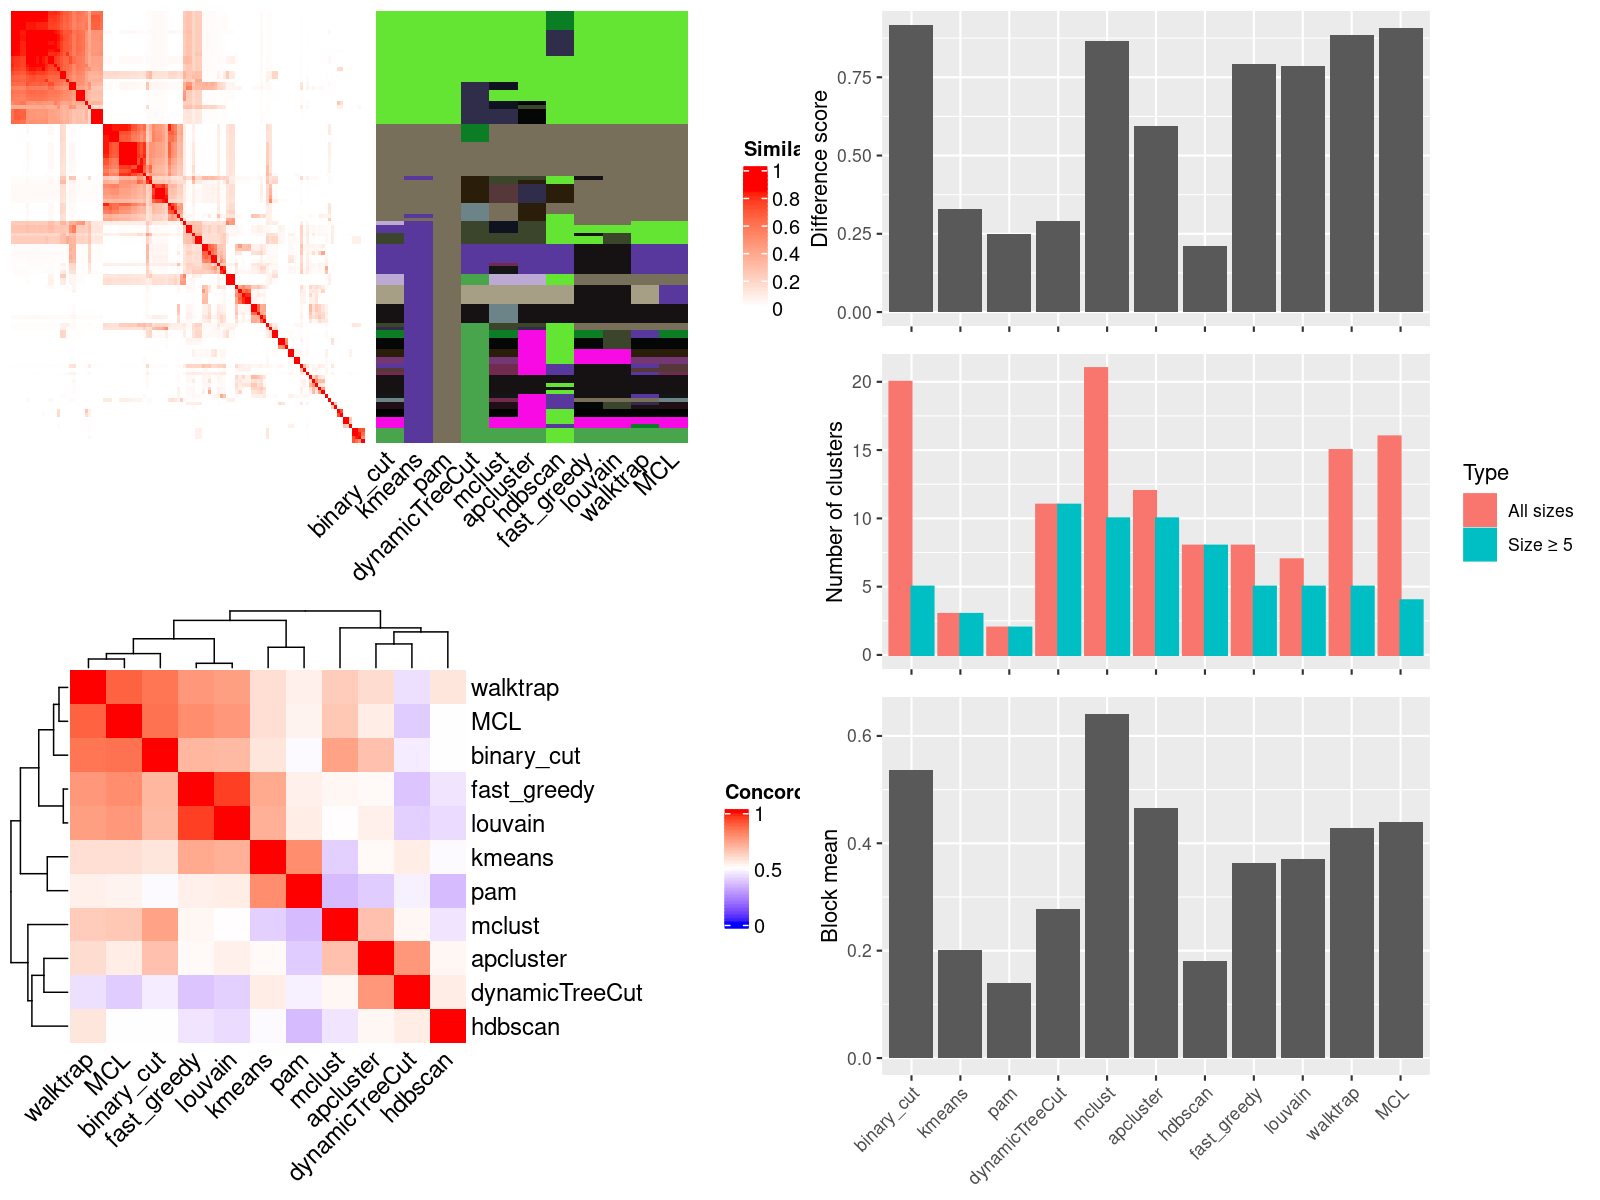 Simila
1
0.8
0.6
0.4
0.2
0
binary_cut
kmeans
pam
dynamicTreeCut
mclust
apcluster
hdbscan
fast_greedy
louvain
walktrap
MCL
Difference score
0.75
0.50
0.25
0.00
Number of clusters
20
15
10
5
0
Type
All sizes
Size ≥ 5
Block mean
0.6
0.4
0.2
0.0
binary_cut
kmeans
pam
dynamicTreeCut
mclust
apcluster
hdbscan
fast_greedy
louvain
walktrap
MCL
walktrap
MCL
binary_cut
fast_greedy
louvain
kmeans
pam
mclust
apcluster
dynamicTreeCut
hdbscan
walktrap
MCL
binary_cut
fast_greedy
louvain
kmeans
pam
mclust
apcluster
dynamicTreeCut
hdbscan
Concord
1
0.5
0